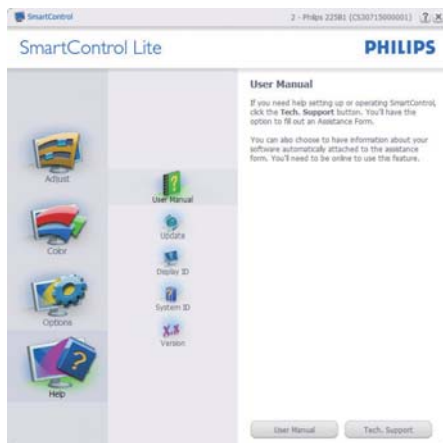 SmartControl
2 - Philips 225B1 (CS30715000001)
? X
SmartControl Lite
PHILIPS
Adjust
Color
Options
Help
User Manual
Update
Display ID
System ID
X.X
Version
User Manual
If you need help setting up or operating SmartControl,
click the Tech. Support button. You'll have the
option to fill out an Assistance Form.
You can also choose to have information about your
software automatically attached to the assistance
form. You'll need to be online to use this feature.
User Manual
Tech. Support